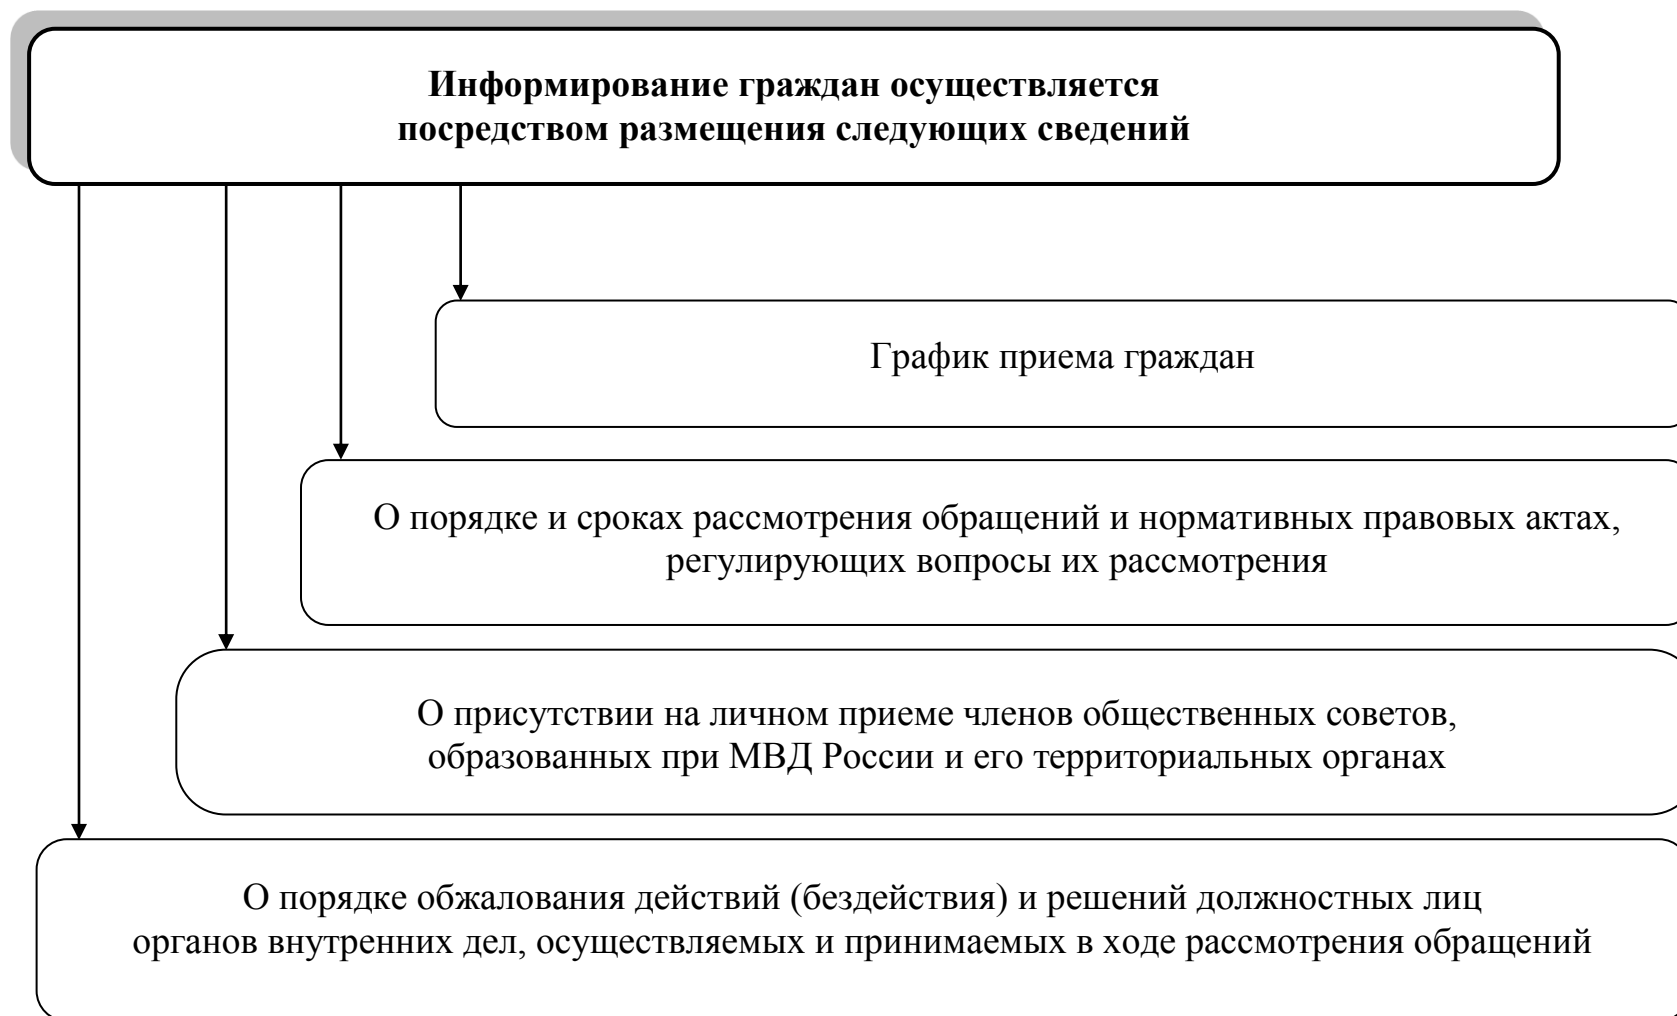 Информирование граждан осуществляется
посредством размещения следующих сведений
График приема граждан
О порядке и сроках рассмотрения обращений и нормативных правовых актах,
регулирующих вопросы их рассмотрения
О присутствии на личном приеме членов общественных советов,
образованных при МВД России и его территориальных органах
О порядке обжалования действий (бездействия) и решений должностных лиц
органов внутренних дел, осуществляемых и принимаемых в ходе рассмотрения обращений